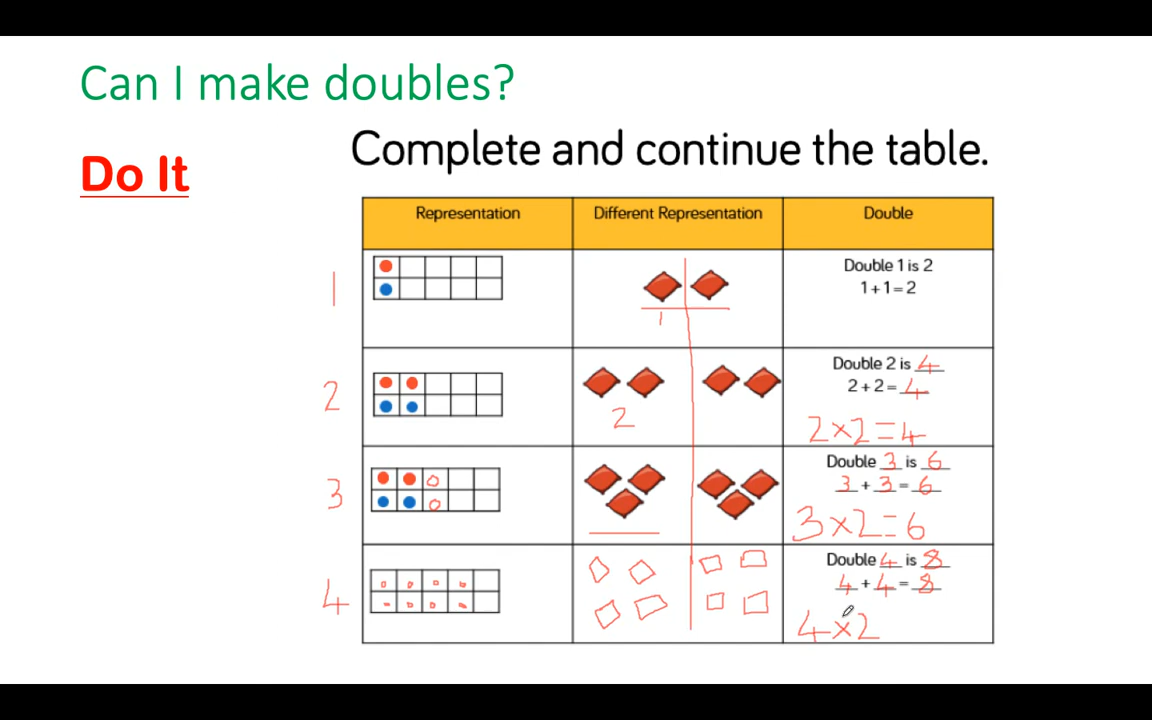 Can I make doubles?
Do It
Complete and continue the table.
Representation Different Representation Double
1
1
Double 1 is 2
1 + 1 = 2
2
2
Double 2 is 4
2 + 2 = 4
2×2=4
3
Double 3 is 6
3 + 3 = 6
3×2=6
4
Double 4 is 8
4 + 4 = 8
4×2